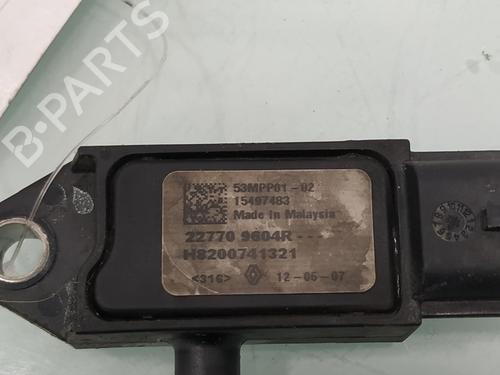 B-PARTS
53MPP01-02
15497483
Made in Malaysia
22770 9604R ---
H8200741321
<316> 12-06-07